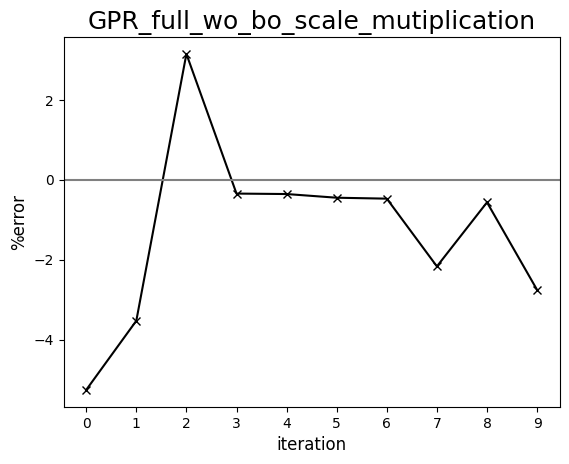 GPR_full_wo_bo_scale_mutiplication
2
0
−2
−4
%error
0 1 2 3 4 5 6 7 8 9
iteration